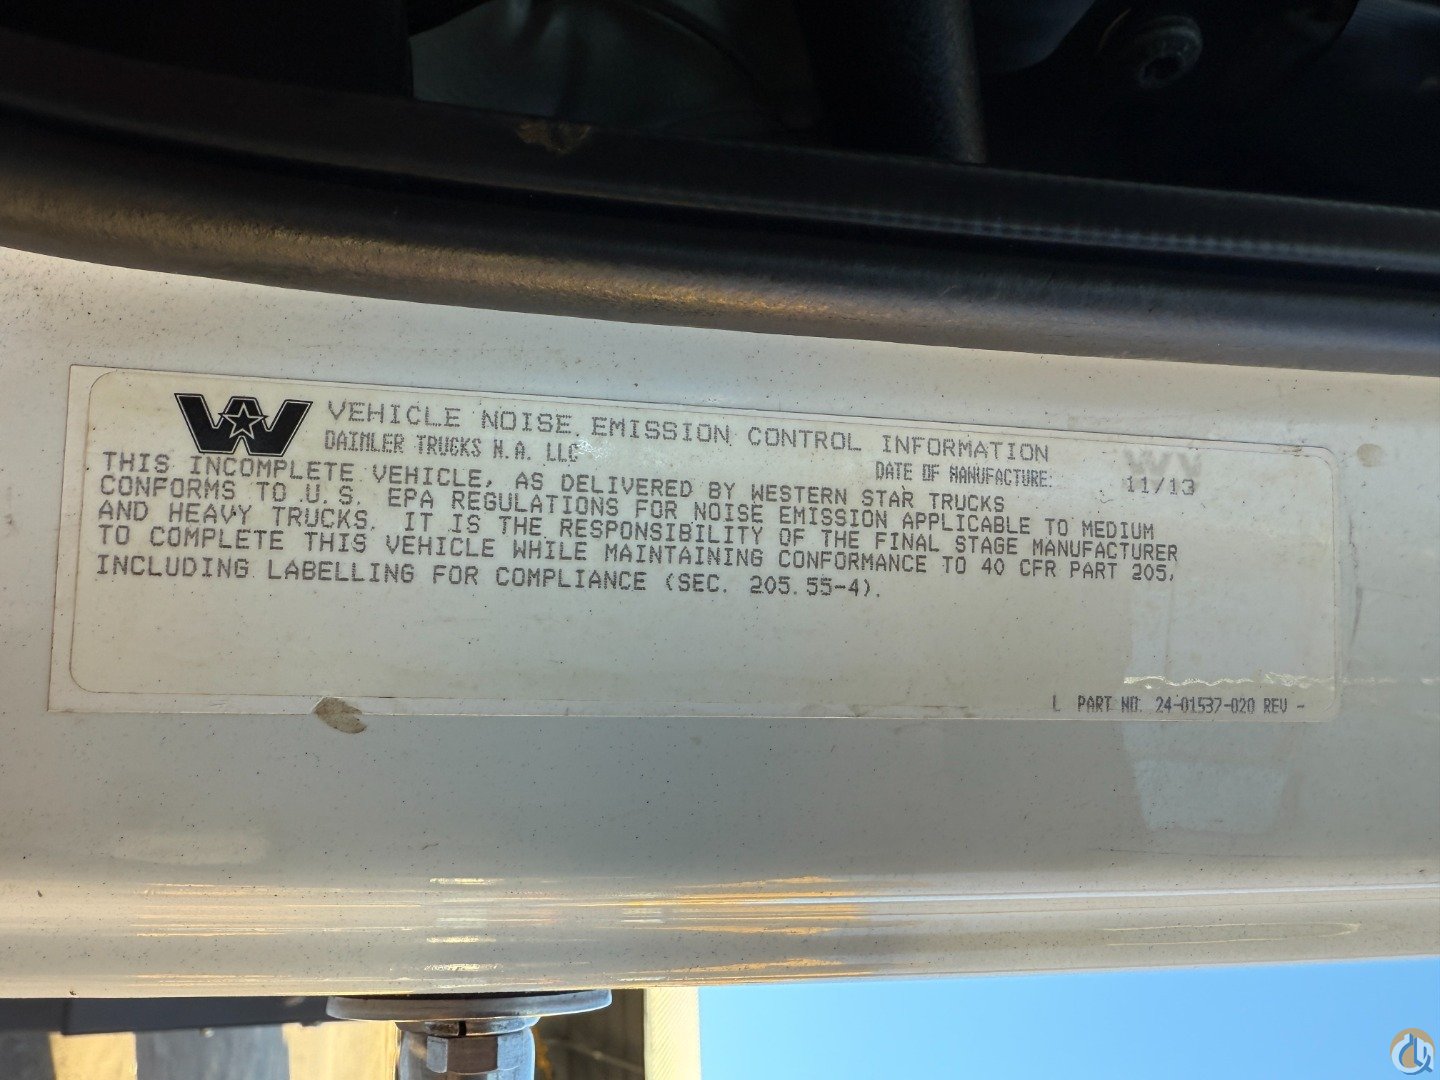 VEHICLE NOISE EMISSION CONTROL INFORMATION
DAIMLER TRUCKS N.A. LLC
DATE OF MANUFACTURE: 11/13
THIS INCOMPLETE VEHICLE, AS DELIVERED BY WESTERN STAR TRUCKS
CONFORMS TO U.S. EPA REGULATIONS FOR NOISE EMISSION APPLICABLE TO MEDIUM
AND HEAVY TRUCKS. IT IS THE RESPONSIBILITY OF THE FINAL STAGE MANUFACTURER
TO COMPLETE THIS VEHICLE WHILE MAINTAINING CONFORMANCE TO 40 CFR PART 205,
INCLUDING LABELLING FOR COMPLIANCE (SEC. 205.55-4).
L PART NO. 24-01537-020 REV -